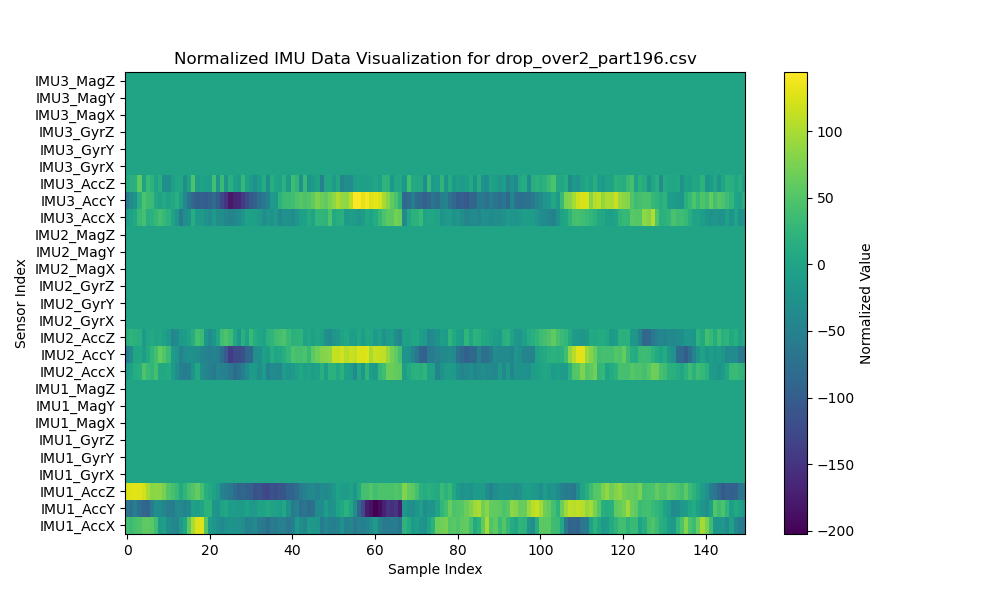 Normalized IMU Data Visualization for drop_over2_part196.csv
IMU3_MagZ
IMU3_MagY
IMU3_MagX
IMU3_GyrZ
IMU3_GyrY
IMU3_GyrX
IMU3_AccZ
IMU3_AccY
IMU3_AccX
IMU2_MagZ
IMU2_MagY
IMU2_MagX
IMU2_GyrZ
IMU2_GyrY
IMU2_GyrX
IMU2_AccZ
IMU2_AccY
IMU2_AccX
IMU1_MagZ
IMU1_MagY
IMU1_MagX
IMU1_GyrZ
IMU1_GyrY
IMU1_GyrX
IMU1_AccZ
IMU1_AccY
IMU1_AccX
Sensor Index
0 20 40 60 80 100 120 140
Sample Index
100
50
0
−50
−100
−150
−200
Normalized Value